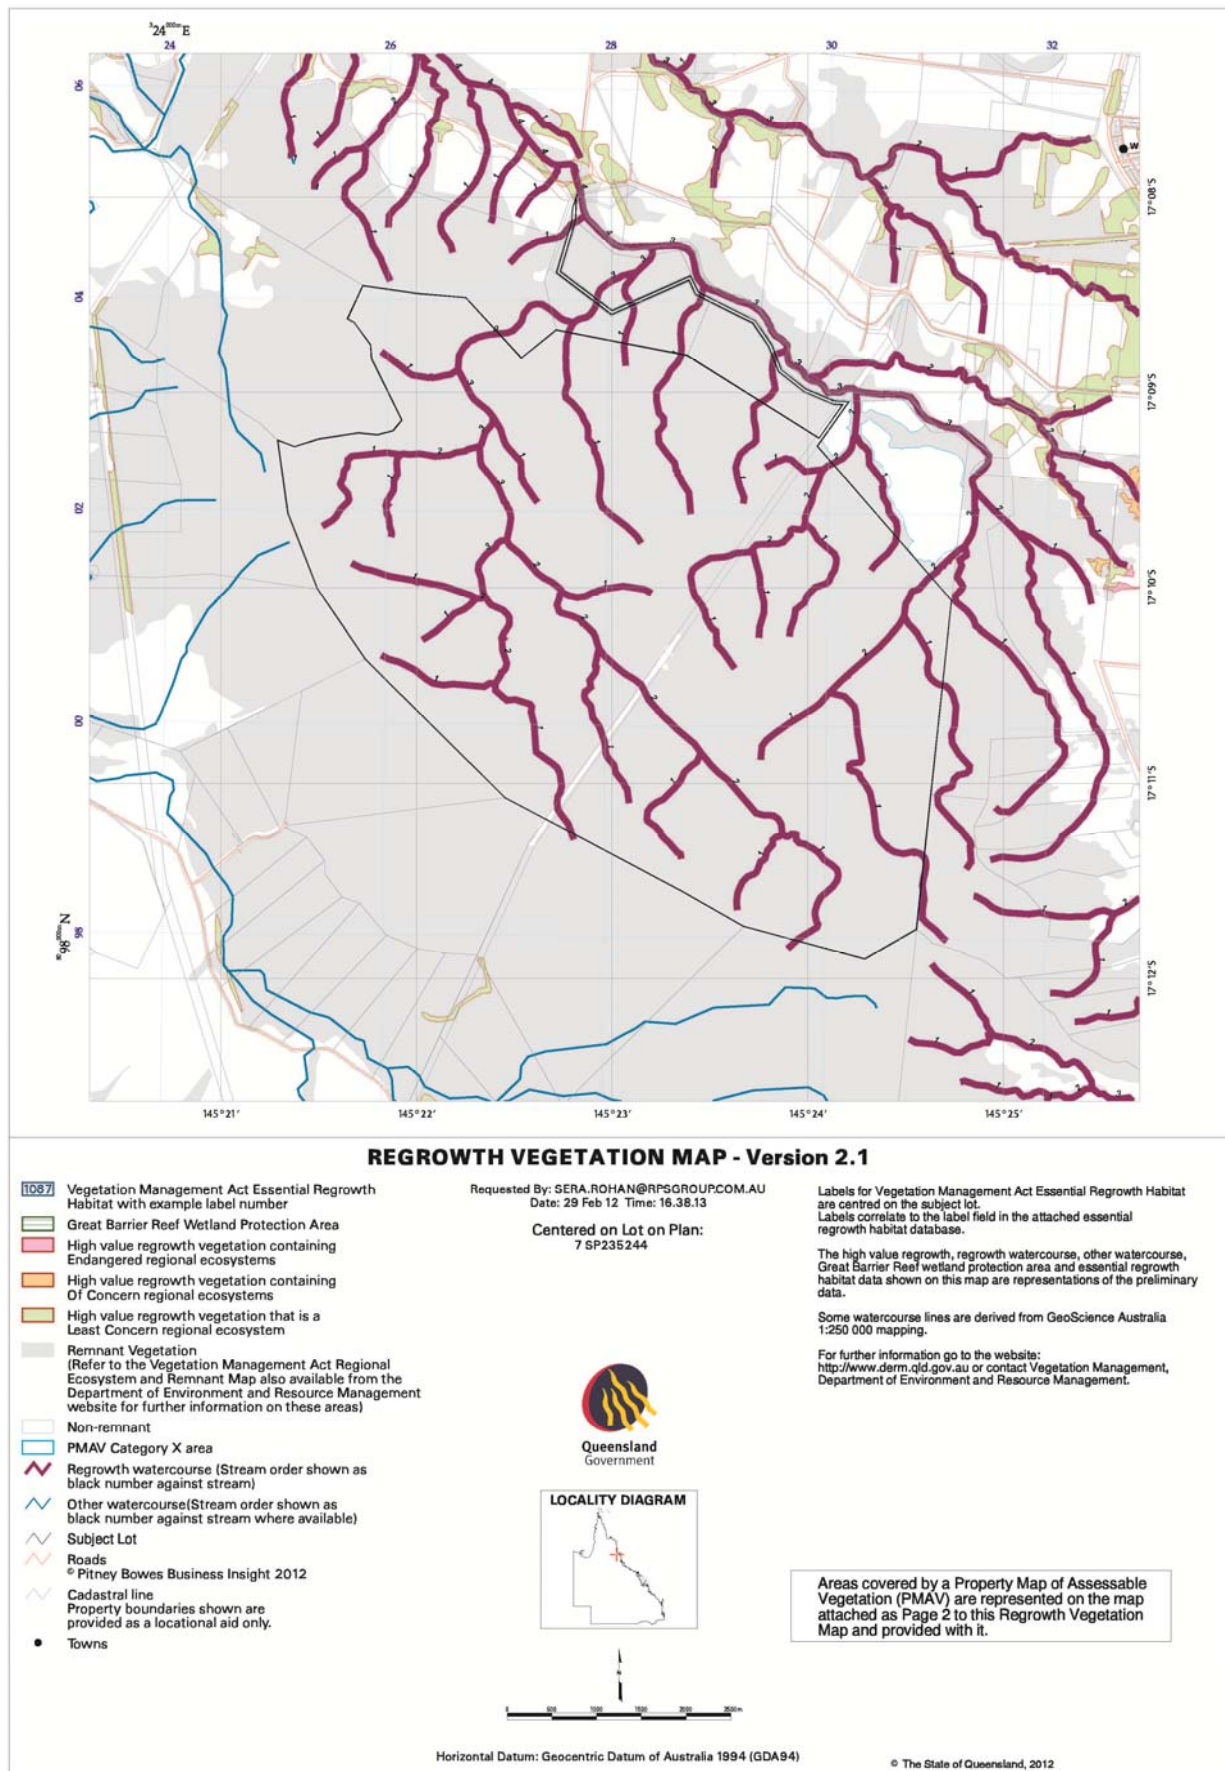 ³24⁰⁰⁰ᵐE
24
26
28
30
32
06
04
02
00
98
⁸⁰98⁰⁰⁰ᵐN
17°08'S
17°09'S
17°10'S
17°11'S
17°12'S
W
145°21'
145°22'
145°23'
145°24'
145°25'
REGROWTH VEGETATION MAP - Version 2.1
1067
Vegetation Management Act Essential Regrowth
Habitat with example label number
Great Barrier Reef Wetland Protection Area
High value regrowth vegetation containing
Endangered regional ecosystems
High value regrowth vegetation containing
Of Concern regional ecosystems
High value regrowth vegetation that is a
Least Concern regional ecosystem
Remnant Vegetation
(Refer to the Vegetation Management Act Regional
Ecosystem and Remnant Map also available from the
Department of Environment and Resource Management
website for further information on these areas)
Non-remnant
PMAV Category X area
Regrowth watercourse (Stream order shown as
black number against stream)
Other watercourse(Stream order shown as
black number against stream where available)
Subject Lot
Roads
© Pitney Bowes Business Insight 2012
Cadastral line
Property boundaries shown are
provided as a locational aid only.
Towns
Requested By: SERA.ROHAN@RPSGROUP.COM.AU
Date: 29 Feb 12 Time: 16.38.13
Centered on Lot on Plan:
7 SP235244
Queensland
Government
LOCALITY DIAGRAM
0 500 1000 1500 2000 2500m
Horizontal Datum: Geocentric Datum of Australia 1994 (GDA94)
Labels for Vegetation Management Act Essential Regrowth Habitat
are centred on the subject lot.
Labels correlate to the label field in the attached essential
regrowth habitat database.
The high value regrowth, regrowth watercourse, other watercourse,
Great Barrier Reef wetland protection area and essential regrowth
habitat data shown on this map are representations of the preliminary
data.
Some watercourse lines are derived from GeoScience Australia
1:250 000 mapping.
For further information go to the website:
http://www.derm.qld.gov.au or contact Vegetation Management,
Department of Environment and Resource Management.
Areas covered by a Property Map of Assessable
Vegetation (PMAV) are represented on the map
attached as Page 2 to this Regrowth Vegetation
Map and provided with it.
© The State of Queensland, 2012